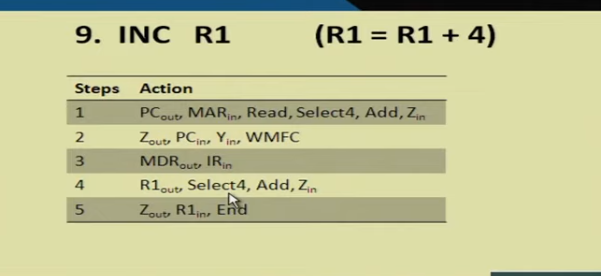 9. INC R1 (R1 = R1 + 4)
Steps Action
1 PCout, MARin, Read, Select4, Add, Zin
2 Zout, PCin, Yin, WMFC
3 MDRout, IRin
4 R1out, Select4, Add, Zin
5 Zout, R1in, End